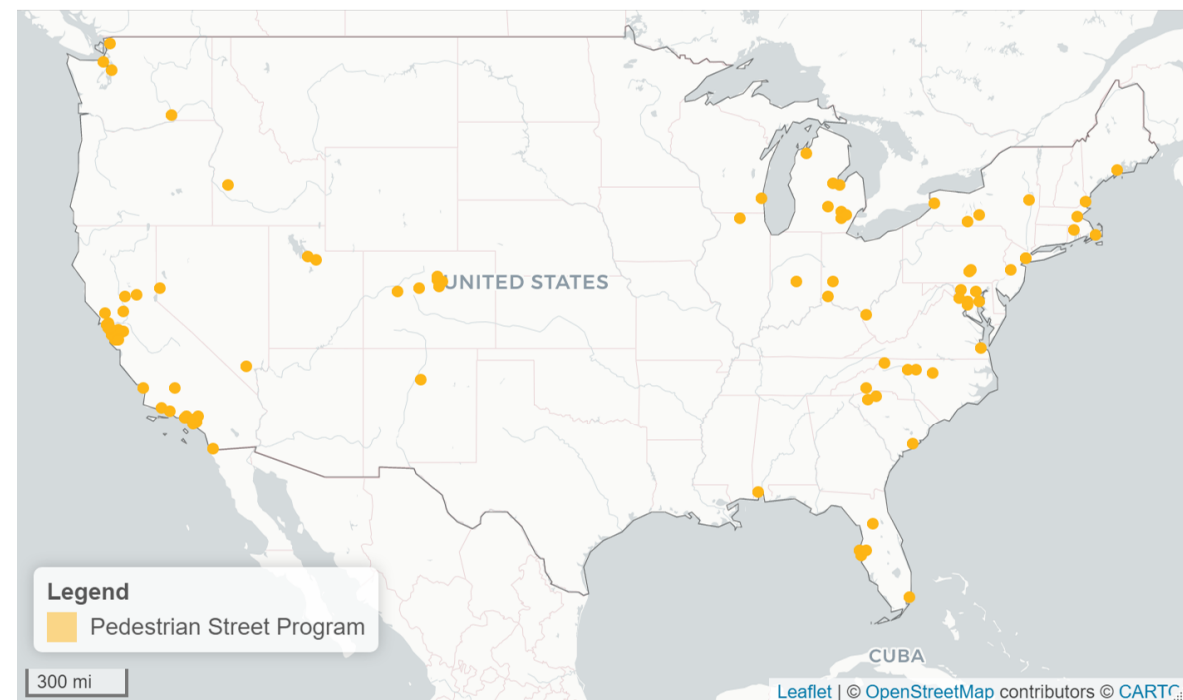 UNITED STATES
Legend
Pedestrian Street Program
CUBA
300 mi
Leaflet | © OpenStreetMap contributors © CARTO